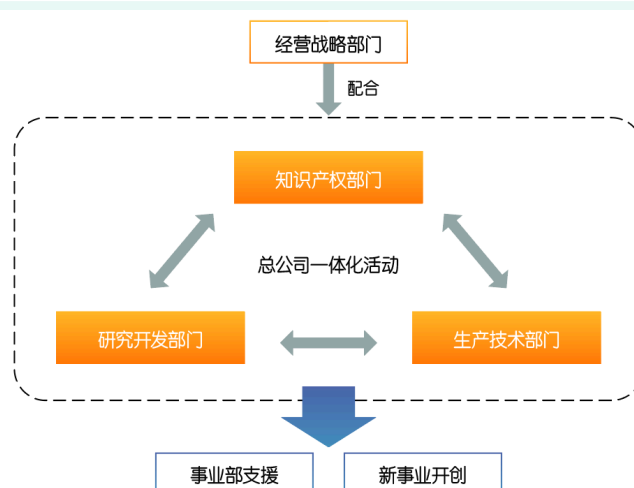 经营战略部门
配合
知识产权部门
总公司一体化活动
研究开发部门
生产技术部门
事业部支援
新事业开创